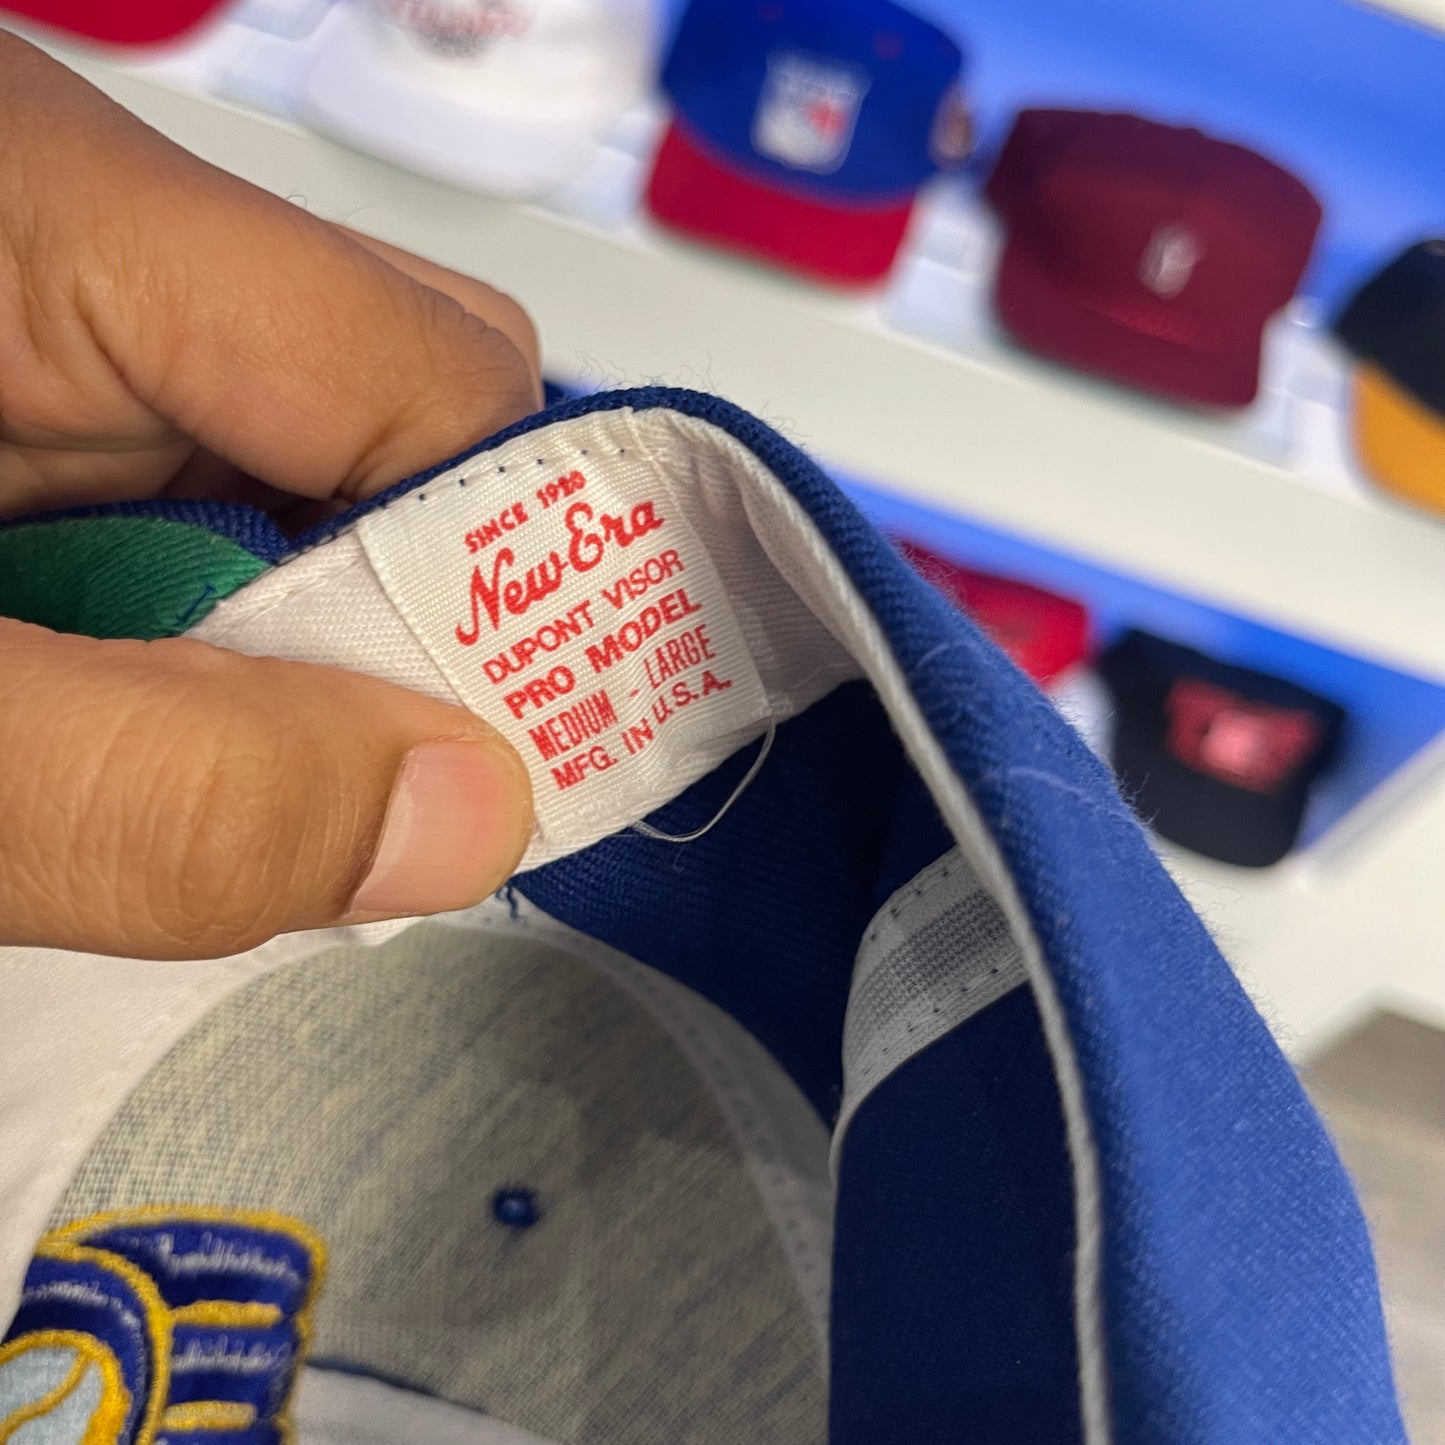 SINCE 1920
New Era
DUPONT VISOR
PRO MODEL
MEDIUM - LARGE
MFG. IN U.S.A.